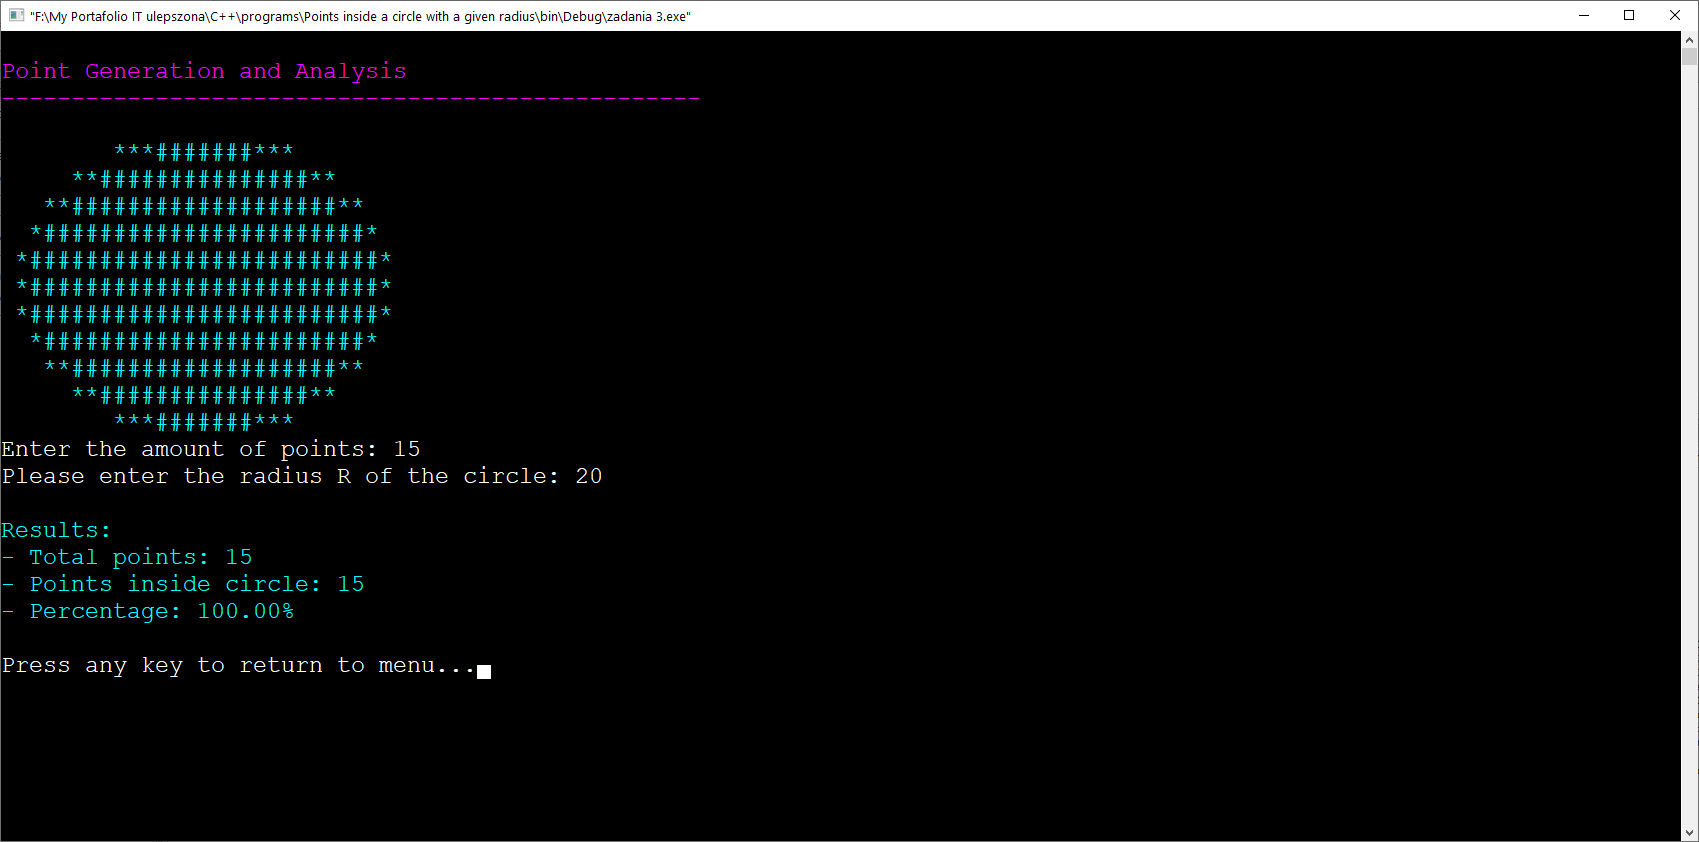 "F:\My Portafolio IT ulepszona\C++\programs\Points inside a circle with a given radius\bin\Debug\zadania 3.exe"
Point Generation and Analysis
--------------------------------------------------
***#######***
**###############**
**###################**
*#######################*
*#########################*
*#########################*
*#########################*
*#######################*
**###################**
**###############**
***#######***
Enter the amount of points: 15
Please enter the radius R of the circle: 20
Results:
- Total points: 15
- Points inside circle: 15
- Percentage: 100.00%
Press any key to return to menu...